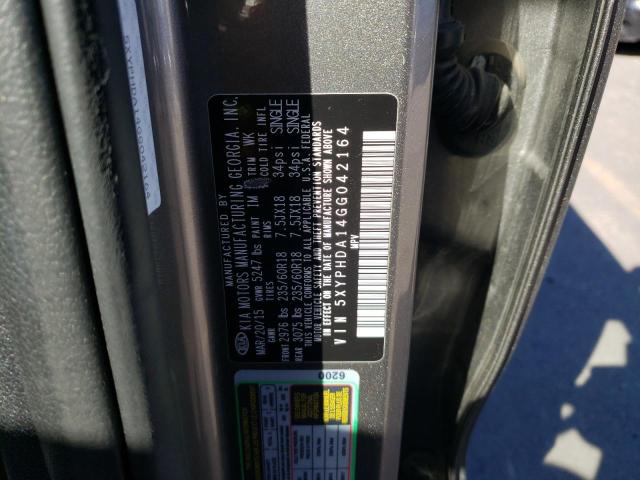 MANUFACTURED BY
KIA KIA MOTORS MANUFACTURING GEORGIA, INC.
MAR/20/15 GVWR 5247 lbs PAINT IM TRIM WK
GAWR TIRES RIMS COLD TIRE INFL
FRONT 2976 lbs 235/60R18 7.5JX18 34psi SINGLE
REAR 3075 lbs 235/60R18 7.5JX18 34psi SINGLE
THIS VEHICLE CONFORMS TO ALL APPLICABLE U.S.A. FEDERAL
MOTOR VEHICLE SAFETY AND THEFT PREVENTION STANDARDS
IN EFFECT ON THE DATE OF MANUFACTURE SHOWN ABOVE
VIN 5XYPHDA14GG042164
MPV
6200
5XYPHDA14GG042164